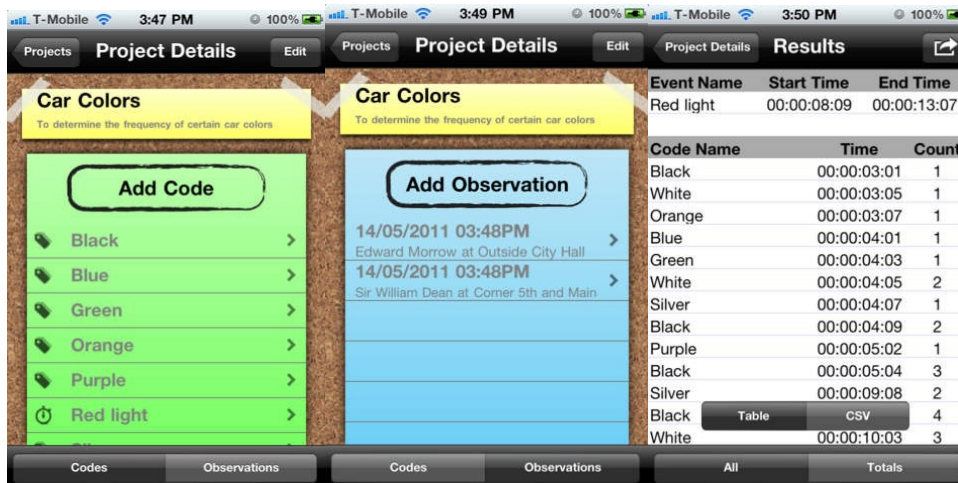 T-Mobile 3:47 PM 100%
Projects Project Details Edit
Car Colors
To determine the frequency of certain car colors
Add Code
Black
Blue
Green
Orange
Purple
Red light
Codes Observations
T-Mobile 3:49 PM 100%
Projects Project Details Edit
Car Colors
To determine the frequency of certain car colors
Add Observation
14/05/2011 03:48PM
Edward Morrow at Outside City Hall
14/05/2011 03:48PM
Sir William Dean at Corner 5th and Main
Codes Observations
T-Mobile 3:50 PM 100%
Project Details Results
Event Name Start Time End Time
Red light 00:00:08:09 00:00:13:07
Code Name Time Count
Black 00:00:03:01 1
White 00:00:03:05 1
Orange 00:00:03:07 1
Blue 00:00:04:01 1
Green 00:00:04:03 1
White 00:00:04:05 2
Silver 00:00:04:07 1
Black 00:00:04:09 2
Purple 00:00:05:02 1
Black 00:00:05:04 3
Silver 00:00:09:08 2
Black Table CSV 4
White 00:00:10:03 3
All Totals